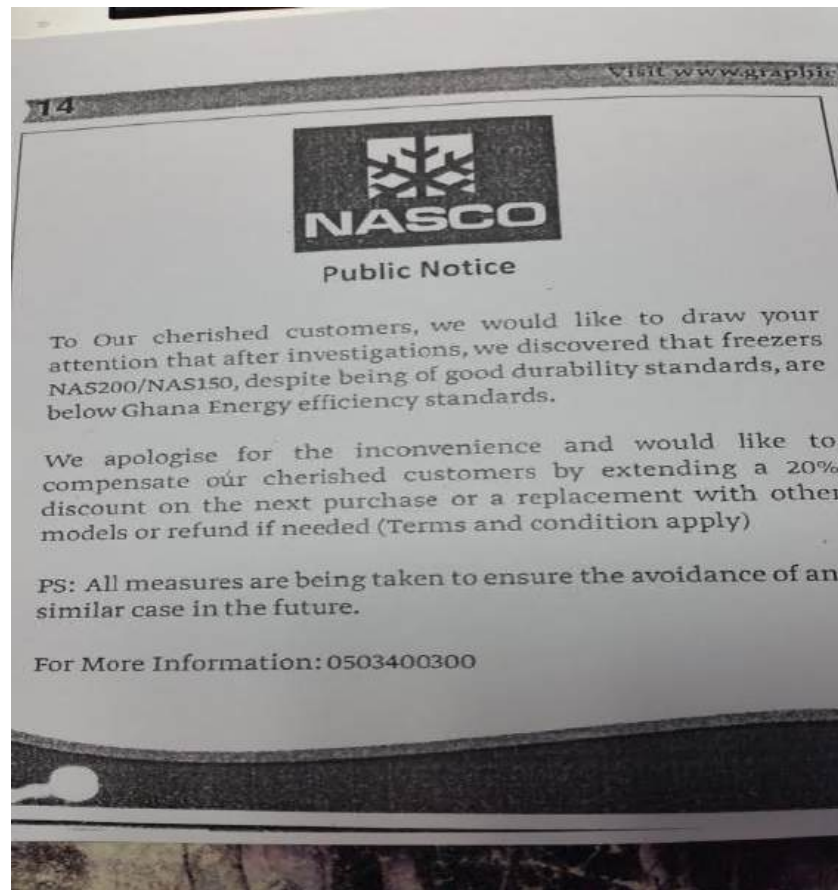 Visit www.graphic
14
NASCO
Public Notice
To Our cherished customers, we would like to draw your
attention that after investigations, we discovered that freezers
NAS200/NAS150, despite being of good durability standards, are
below Ghana Energy efficiency standards.
We apologise for the inconvenience and would like to
compensate our cherished customers by extending a 20%
discount on the next purchase or a replacement with other
models or refund if needed (Terms and condition apply)
PS: All measures are being taken to ensure the avoidance of an
similar case in the future.
For More Information: 0503400300